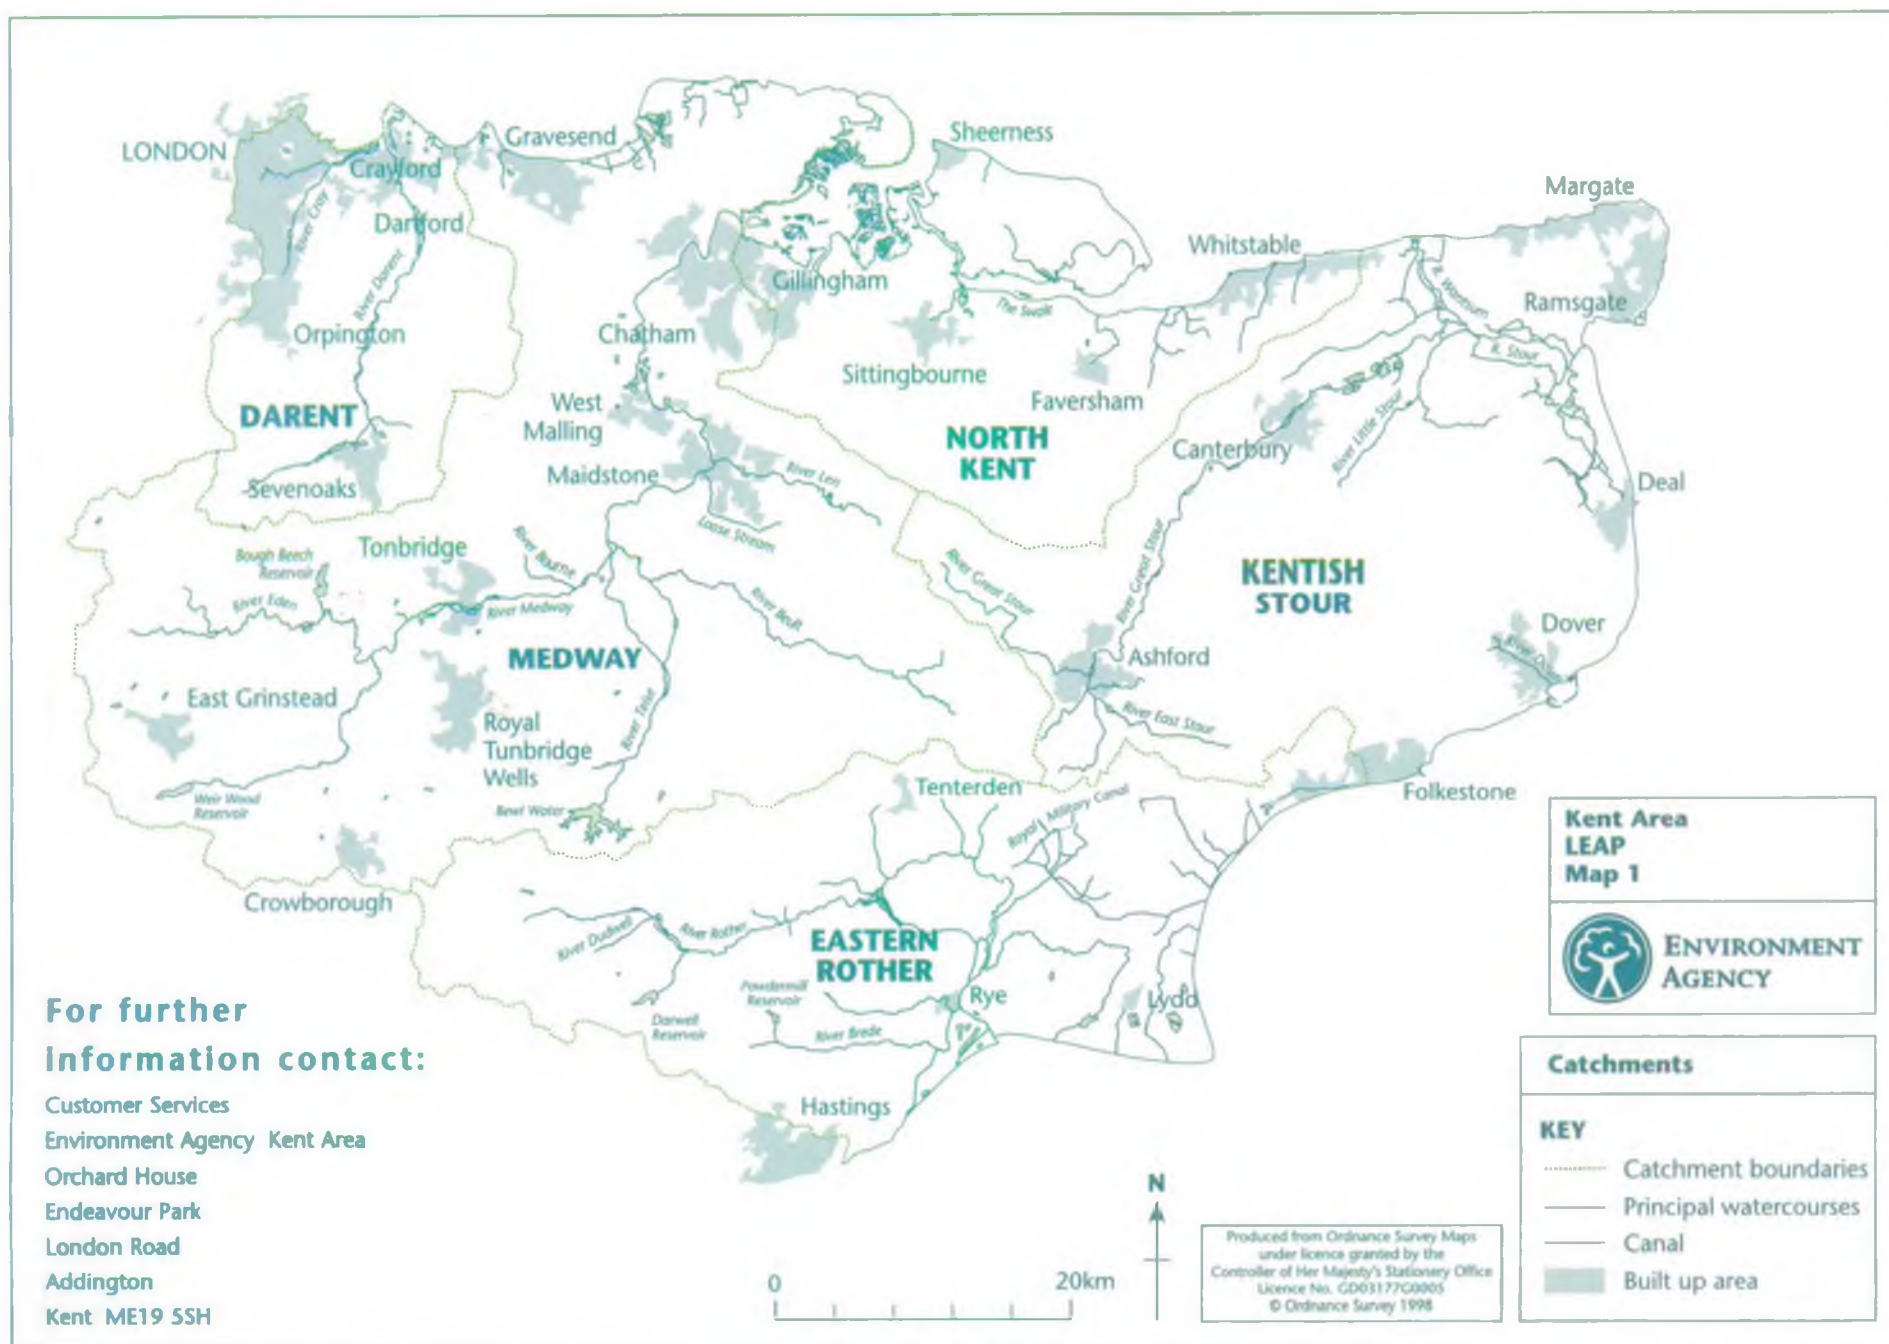 LONDON
Gravesend
Sheerness
Crayford
Margate
River Cray
Dartford
Whitstable
River Darent
Gillingham
R. Wantsum
Ramsgate
The Swale
Orpington
Chatham
R. Stour
Sittingbourne
DARENT
West
Malling
Faversham
River Little Stour
NORTH
KENT
Canterbury
Sevenoaks
Maidstone
River Len
Deal
Loose Stream
Bough Beech
Reservoir
Tonbridge
River Bourne
River Great Stour
River Great Stour
KENTISH
STOUR
River Eden
River Medway
River Beult
Dover
MEDWAY
Ashford
East Grinstead
Royal
Tunbridge
Wells
River Teise
River East Stour
Weir Wood
Reservoir
Bewl Water
Tenterden
Royal Military Canal
Folkestone
Crowborough
River Dudwell
River Rother
EASTERN
ROTHER
Powdermill
Reservoir
Rye
Lydd
Darwell
Reservoir
River Brede
Hastings
Kent Area
LEAP
Map 1
ENVIRONMENT
AGENCY
Catchments
KEY
Catchment boundaries
Principal watercourses
Canal
Built up area
For further
information contact:
Customer Services
Environment Agency Kent Area
Orchard House
Endeavour Park
London Road
Addington
Kent ME19 5SH
N
0
20km
Produced from Ordnance Survey Maps
under licence granted by the
Controller of Her Majesty's Stationery Office
Licence No. GD03177G0005
© Ordnance Survey 1998